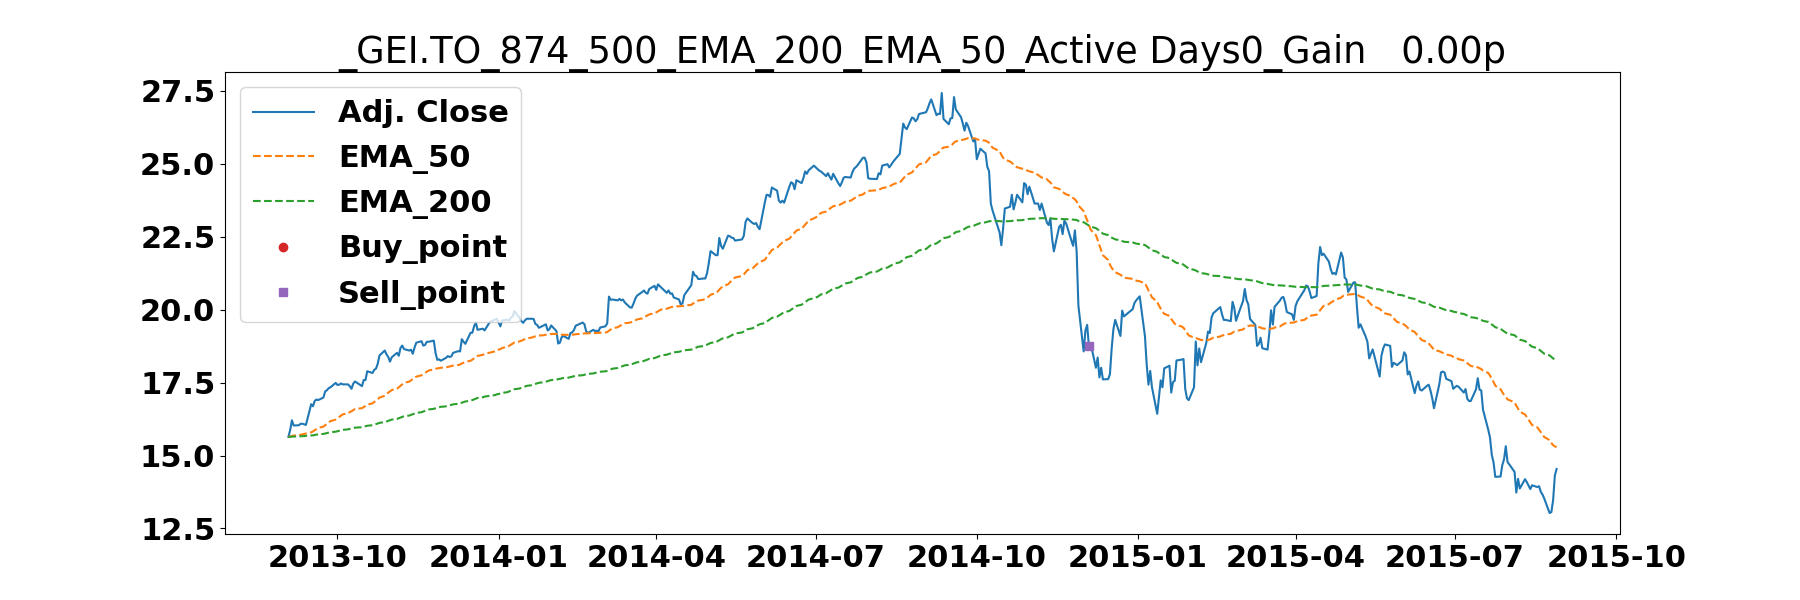 _GEI.TO_874_500_EMA_200_EMA_50_Active Days0_Gain   0.00p
27.5
25.0
22.5
20.0
17.5
15.0
12.5
Adj. Close
EMA_50
EMA_200
Buy_point
Sell_point
2013-10 2014-01 2014-04 2014-07 2014-10 2015-01 2015-04 2015-07 2015-10